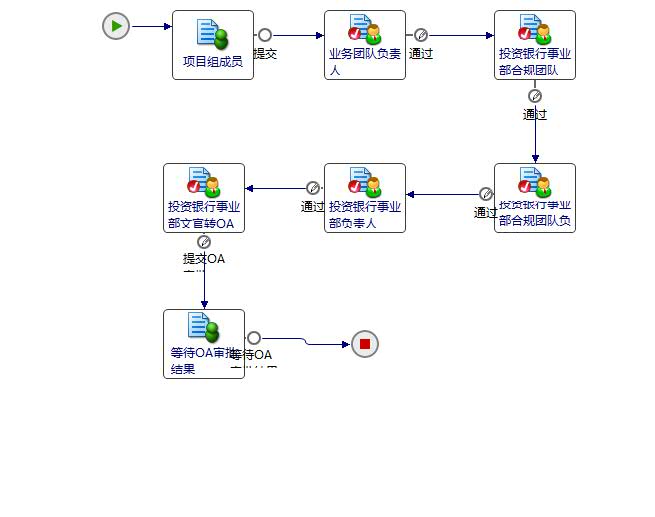 项目组成员
提交
业务团队负责
人
通过
投资银行事业
部合规团队
通过
投资银行事业
部合规团队负
通过
投资银行事业
部负责人
通过
投资银行事业
部文官转OA
提交OA
等待OA审批
结果
等待OA
审批结果